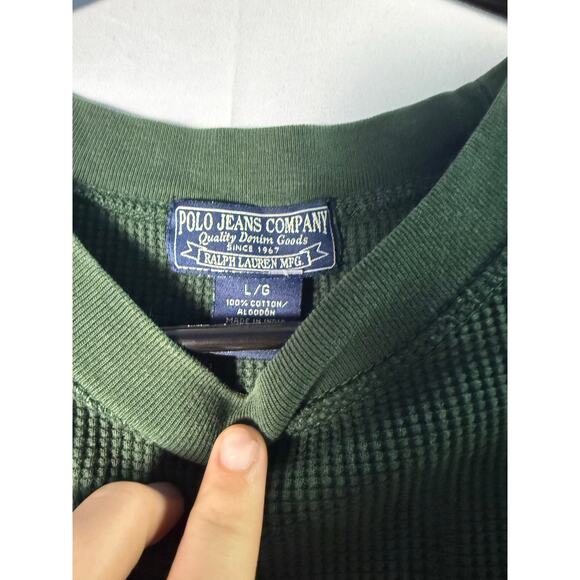 POLO JEANS COMPANY
Quality Denim Goods
SINCE 1967
RALPH LAUREN MFG.
L/G
100% COTTON/
ALGODÓN
MADE IN INDIA